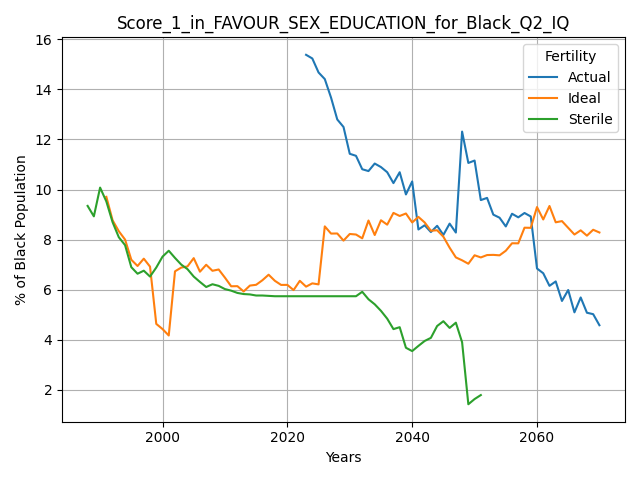 Score_1_in_FAVOUR_SEX_EDUCATION_for_Black_Q2_IQ
16
14
12
10
8
6
4
2
% of Black Population
2000
2020
2040
2060
Years
Fertility
Actual
Ideal
Sterile